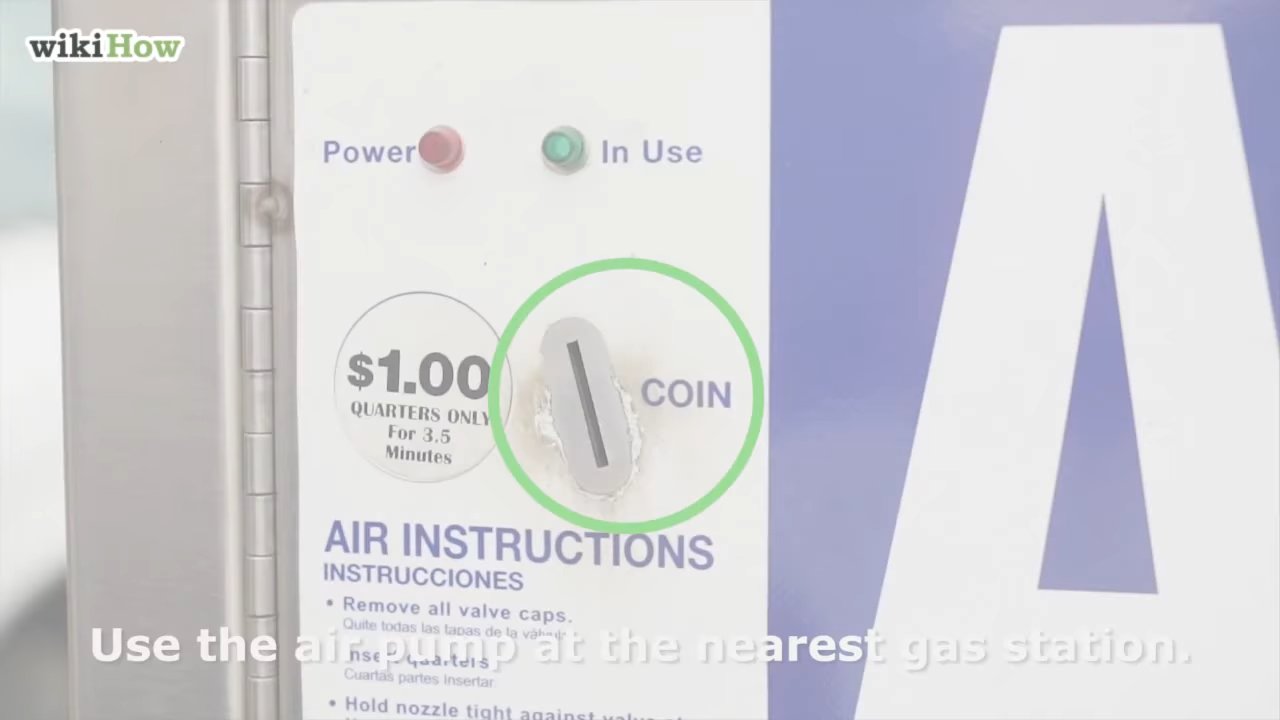 wikiHow
Power
In Use
$1.00
QUARTERS ONLY
For 3.5
Minutes
COIN
AIR INSTRUCTIONS
INSTRUCCIONES
• Remove all valve caps.
Quite todas las tapas de la
Use the air pump at the nearest gas station.
quarters
Cuartas partes Insertar.
• Hold nozzle tight against valve
A